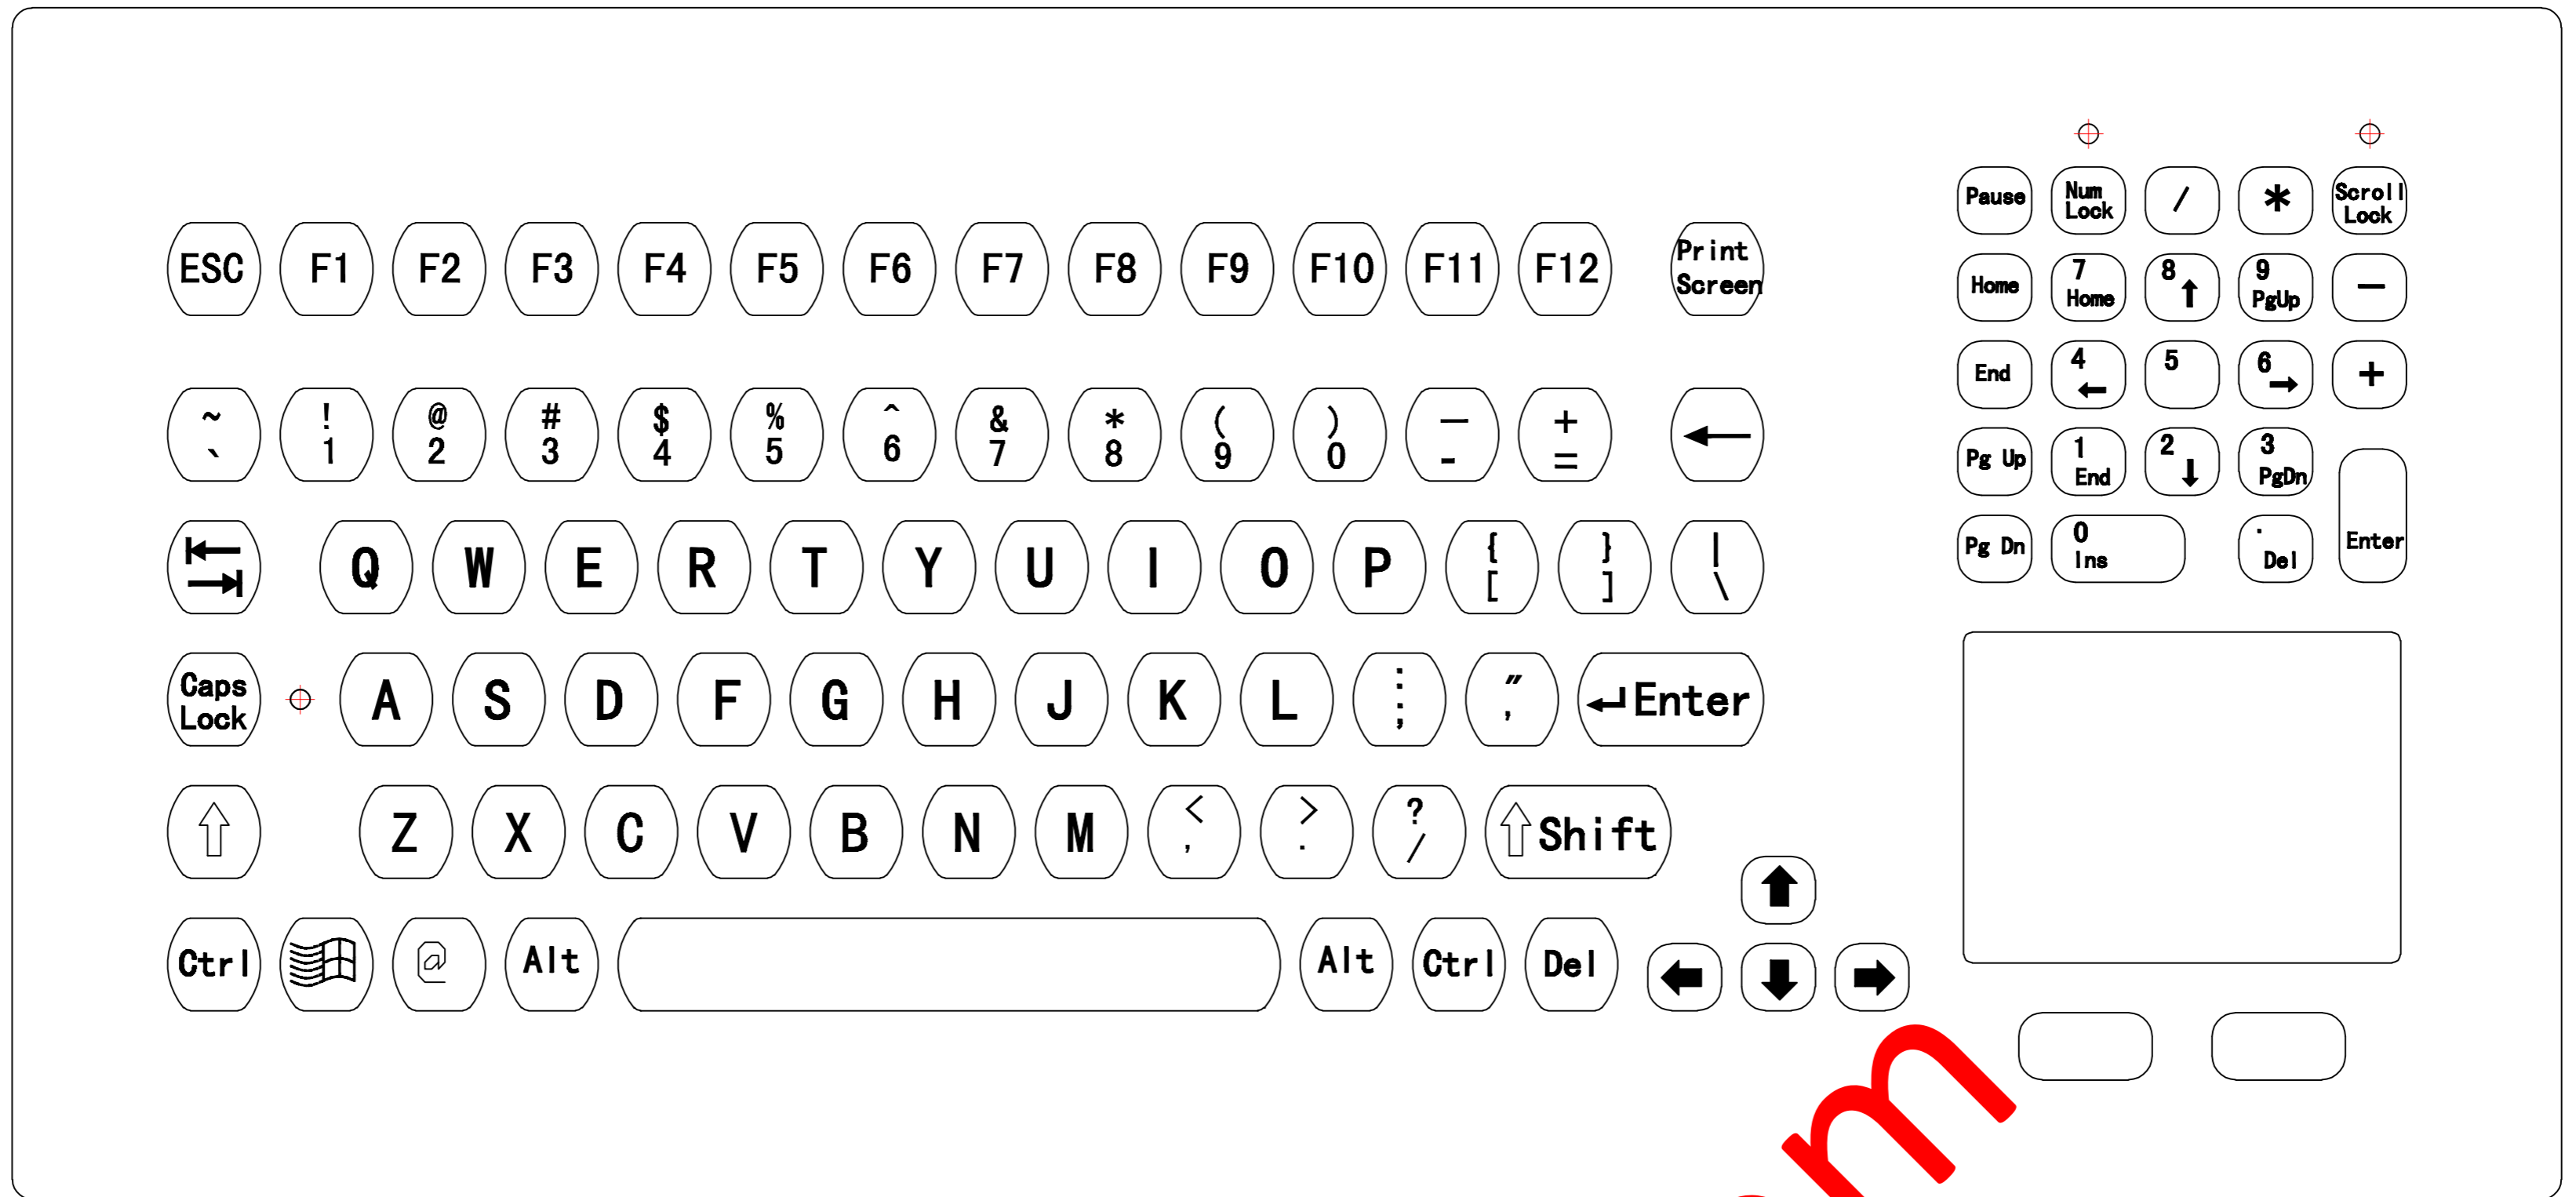 Pause Num Lock / * Scroll Lock
ESC F1 F2 F3 F4 F5 F6 F7 F8 F9 F10 F11 F12 Print Screen
Home 7 Home 8 ↑ 9 PgUp —
End 4 ← 5 6 → +
~ ` ! 1 @ 2 # 3 $ 4 % 5 ^ 6 & 7 * 8 ( 9 ) 0 — - + = ←
Pg Up 1 End 2 ↓ 3 PgDn
Pg Dn 0 Ins . Del Enter
Q W E R T Y U I O P { [ } ] | \
Caps Lock A S D F G H J K L : ; " , ↵Enter
⇧ Z X C V B N M < , > . ? / ⇧Shift
Ctrl @ Alt Alt Ctrl Del
m